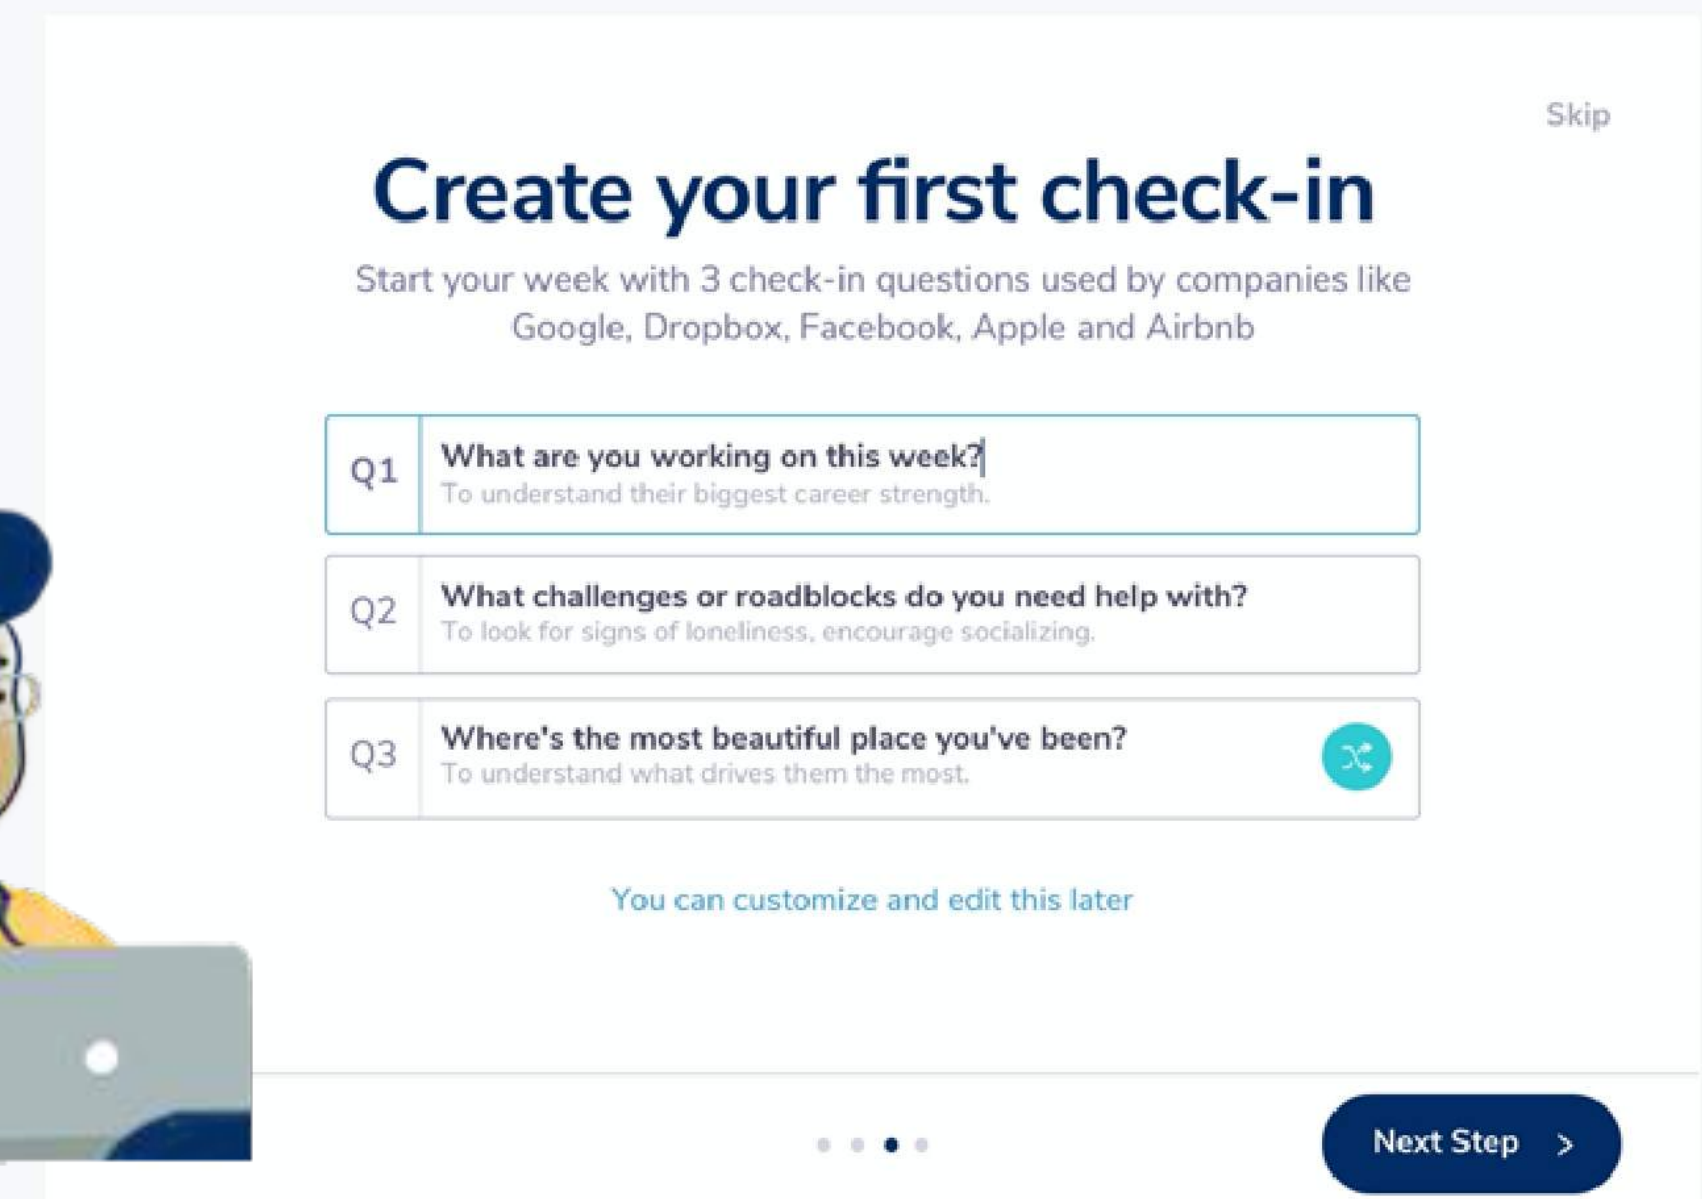 Skip
Create your first check-in
Start your week with 3 check-in questions used by companies like
Google, Dropbox, Facebook, Apple and Airbnb
Q1
What are you working on this week?
To understand their biggest career strength.
Q2
What challenges or roadblocks do you need help with?
To look for signs of loneliness, encourage socializing.
Q3
Where's the most beautiful place you've been?
To understand what drives them the most.
You can customize and edit this later
Next Step